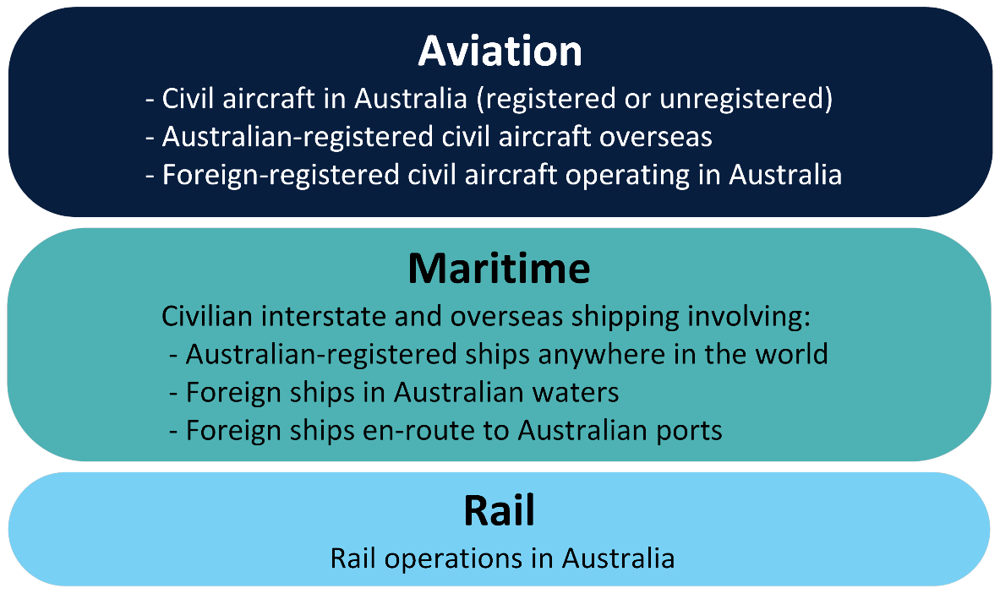 Aviation
- Civil aircraft in Australia (registered or unregistered)
- Australian-registered civil aircraft overseas
- Foreign-registered civil aircraft operating in Australia
Maritime
Civilian interstate and overseas shipping involving:
- Australian-registered ships anywhere in the world
- Foreign ships in Australian waters
- Foreign ships en-route to Australian ports
Rail
Rail operations in Australia